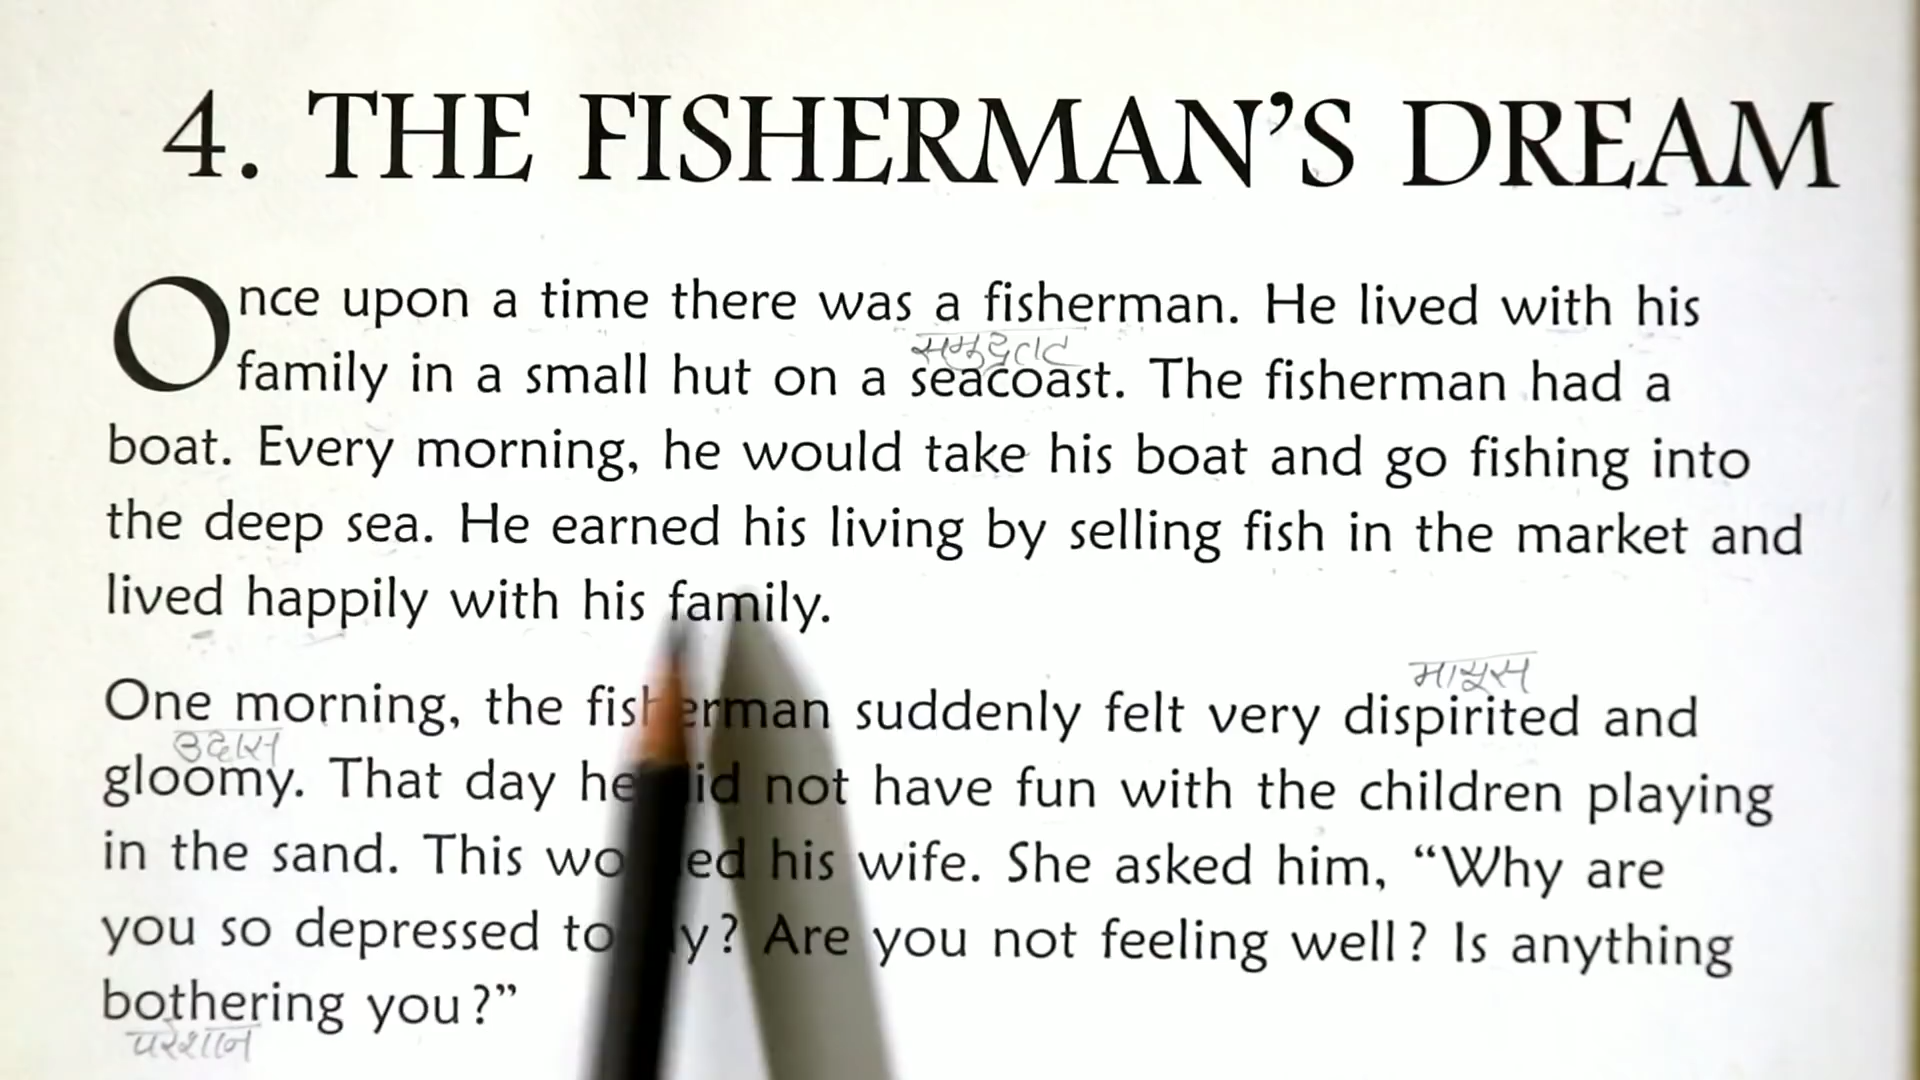 4. THE FISHERMAN'S DREAM
Once upon a time there was a fisherman. He lived with his
समुद्रतट
family in a small hut on a seacoast. The fisherman had a
boat. Every morning, he would take his boat and go fishing into
the deep sea. He earned his living by selling fish in the market and
lived happily with his family.
मायूस
One morning, the fisherman suddenly felt very dispirited and
उदास
gloomy. That day he did not have fun with the children playing
in the sand. This wo ed his wife. She asked him, “Why are
you so depressed today? Are you not feeling well? Is anything
bothering you?”
परेशान